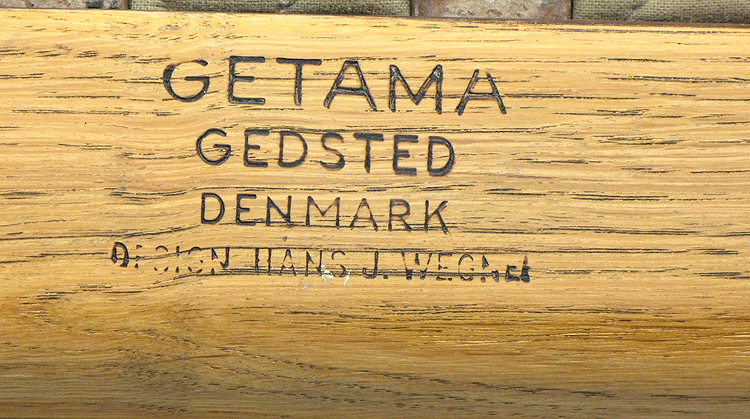 GETAMA
GEDSTED
DENMARK
DESIGN HANS J. WEGNER